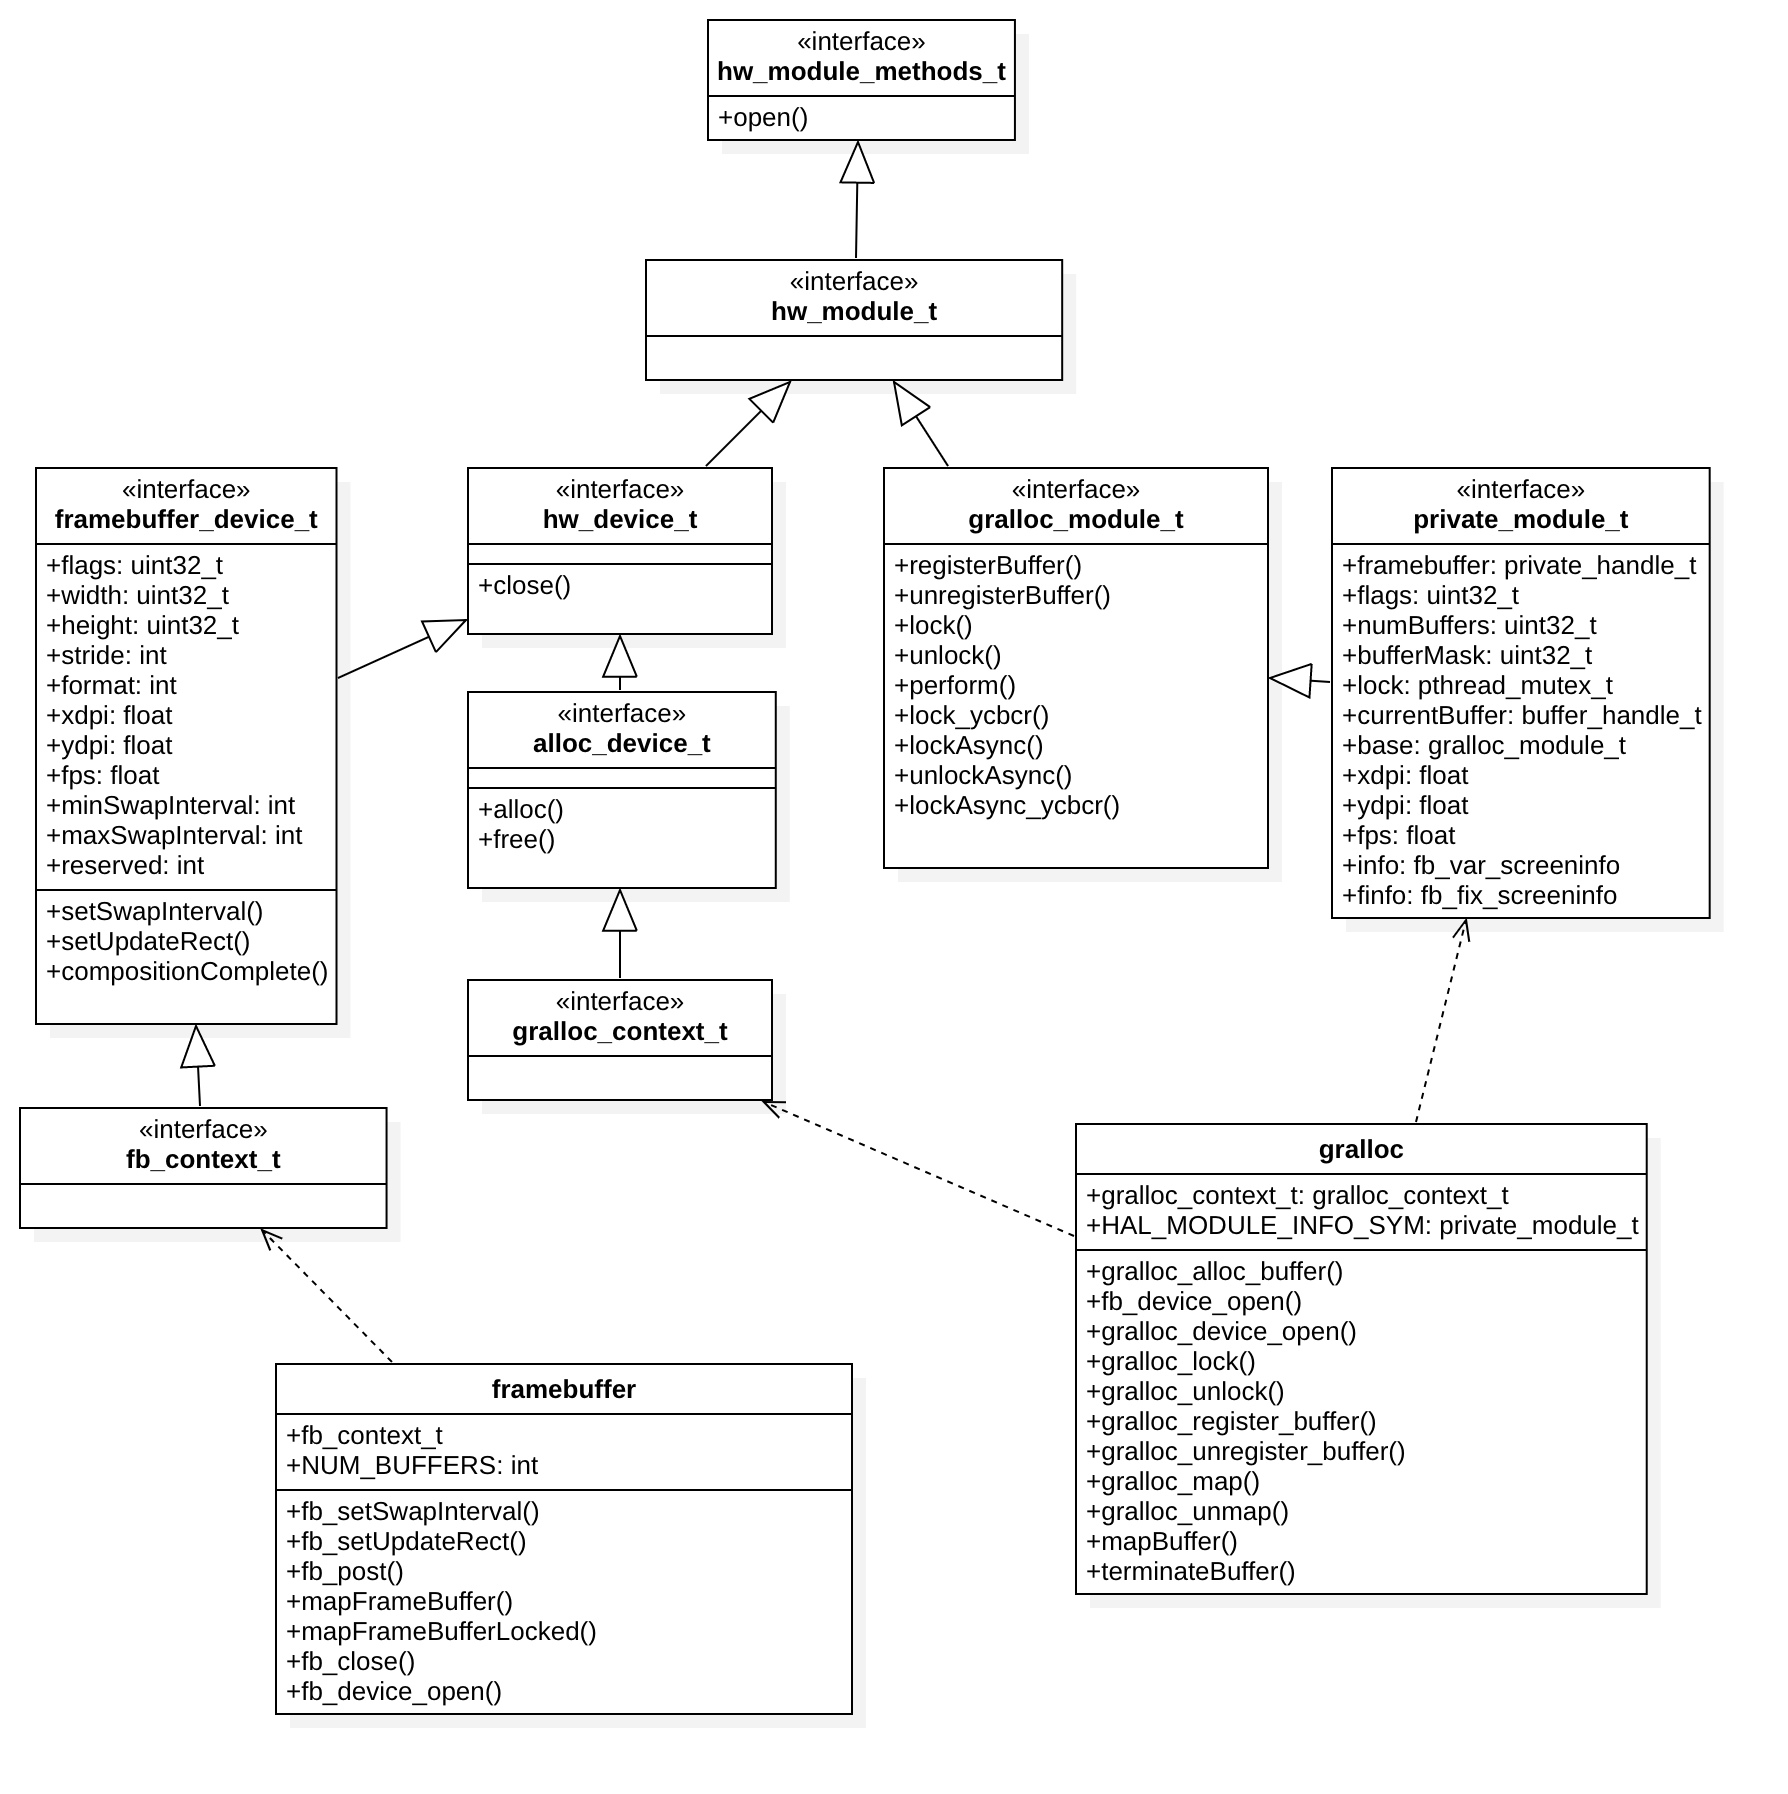 «interface»
hw_module_methods_t
+open()
«interface»
hw_module_t
«interface»
framebuffer_device_t
+flags: uint32_t
+width: uint32_t
+height: uint32_t
+stride: int
+format: int
+xdpi: float
+ydpi: float
+fps: float
+minSwapInterval: int
+maxSwapInterval: int
+reserved: int
+setSwapInterval()
+setUpdateRect()
+compositionComplete()
«interface»
hw_device_t
+close()
«interface»
alloc_device_t
+alloc()
+free()
«interface»
gralloc_module_t
+registerBuffer()
+unregisterBuffer()
+lock()
+unlock()
+perform()
+lock_ycbcr()
+lockAsync()
+unlockAsync()
+lockAsync_ycbcr()
«interface»
private_module_t
+framebuffer: private_handle_t
+flags: uint32_t
+numBuffers: uint32_t
+bufferMask: uint32_t
+lock: pthread_mutex_t
+currentBuffer: buffer_handle_t
+base: gralloc_module_t
+xdpi: float
+ydpi: float
+fps: float
+info: fb_var_screeninfo
+finfo: fb_fix_screeninfo
«interface»
gralloc_context_t
«interface»
fb_context_t
gralloc
+gralloc_context_t: gralloc_context_t
+HAL_MODULE_INFO_SYM: private_module_t
+gralloc_alloc_buffer()
+fb_device_open()
+gralloc_device_open()
+gralloc_lock()
+gralloc_unlock()
+gralloc_register_buffer()
+gralloc_unregister_buffer()
+gralloc_map()
+gralloc_unmap()
+mapBuffer()
+terminateBuffer()
framebuffer
+fb_context_t
+NUM_BUFFERS: int
+fb_setSwapInterval()
+fb_setUpdateRect()
+fb_post()
+mapFrameBuffer()
+mapFrameBufferLocked()
+fb_close()
+fb_device_open()